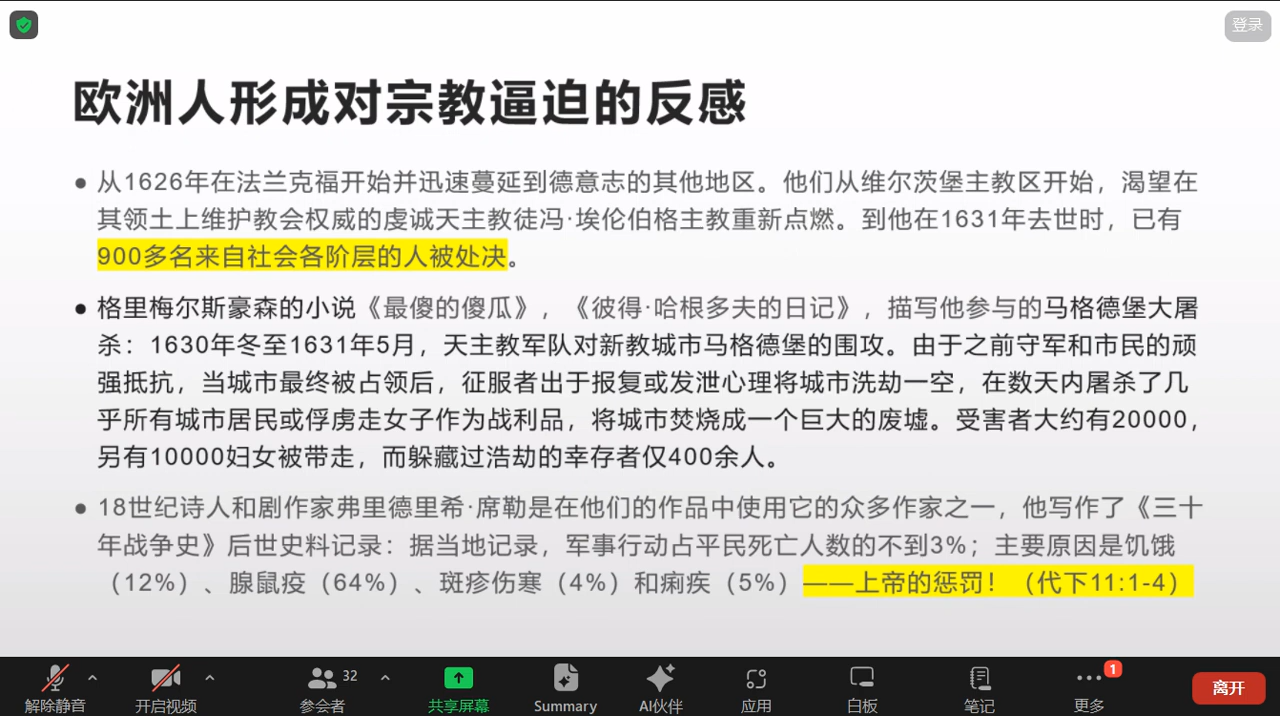 登录
欧洲人形成对宗教逼迫的反感
● 从1626年在法兰克福开始并迅速蔓延到德意志的其他地区。他们从维尔茨堡主教区开始，渴望在
其领土上维护教会权威的虔诚天主教徒冯·埃伦伯格主教重新点燃。到他在1631年去世时，已有
900多名来自社会各阶层的人被处决。
● 格里梅尔斯豪森的小说《最傻的傻瓜》，《彼得·哈根多夫的日记》，描写他参与的马格德堡大屠
杀：1630年冬至1631年5月，天主教军队对新教城市马格德堡的围攻。由于之前守军和市民的顽
强抵抗，当城市最终被占领后，征服者出于报复或发泄心理将城市洗劫一空，在数天内屠杀了几
乎所有城市居民或俘虏走女子作为战利品，将城市焚烧成一个巨大的废墟。受害者大约有20000，
另有10000妇女被带走，而躲藏过浩劫的幸存者仅400余人。
● 18世纪诗人和剧作家弗里德里希·席勒是在他们的作品中使用它的众多作家之一，他写作了《三十
年战争史》后世史料记录：据当地记录，军事行动占平民死亡人数的不到3%；主要原因是饥饿
（12%）、腺鼠疫（64%）、斑疹伤寒（4%）和痢疾（5%）——上帝的惩罚！（代下11:1-4）
解除静音 开启视频 参会者 32 共享屏幕 Summary AI伙伴 应用 白板 笔记 更多 1 离开